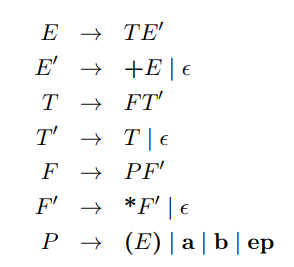 E → TE′
E′ → +E | ϵ
T → FT′
T′ → T | ϵ
F → PF′
F′ → *F′ | ϵ
P → (E) | a | b | ep